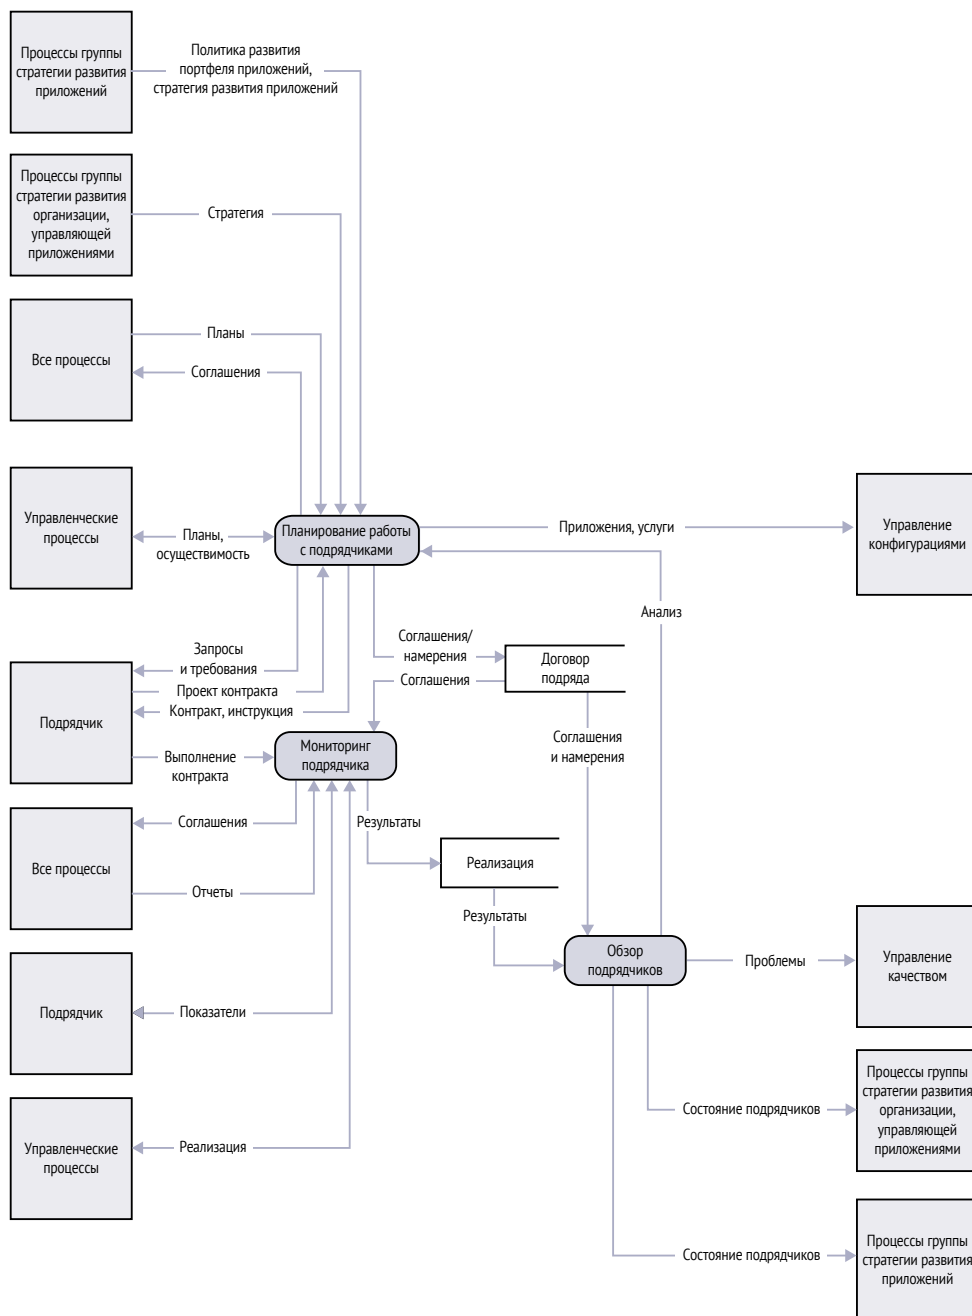 Процессы группы
стратегии развития
приложений
Политика развития
портфеля приложений,
стратегия развития приложений
Процессы группы
стратегии развития
организации,
управляющей
приложениями
Стратегия
Все процессы
Планы
Соглашения
Управленческие
процессы
Планы,
осуществимость
Планирование работы
с подрядчиками
Приложения, услуги
Управление
конфигурациями
Анализ
Запросы
и требования
Проект контракта
Контракт, инструкция
Подрядчик
Выполнение
контракта
Соглашения/
намерения
Соглашения
Договор
подряда
Мониторинг
подрядчика
Соглашения
и намерения
Все процессы
Соглашения
Отчеты
Результаты
Реализация
Результаты
Обзор
подрядчиков
Проблемы
Управление
качеством
Подрядчик
Показатели
Управленческие
процессы
Реализация
Состояние подрядчиков
Процессы группы
стратегии развития
организации,
управляющей
приложениями
Состояние подрядчиков
Процессы группы
стратегии развития
приложений